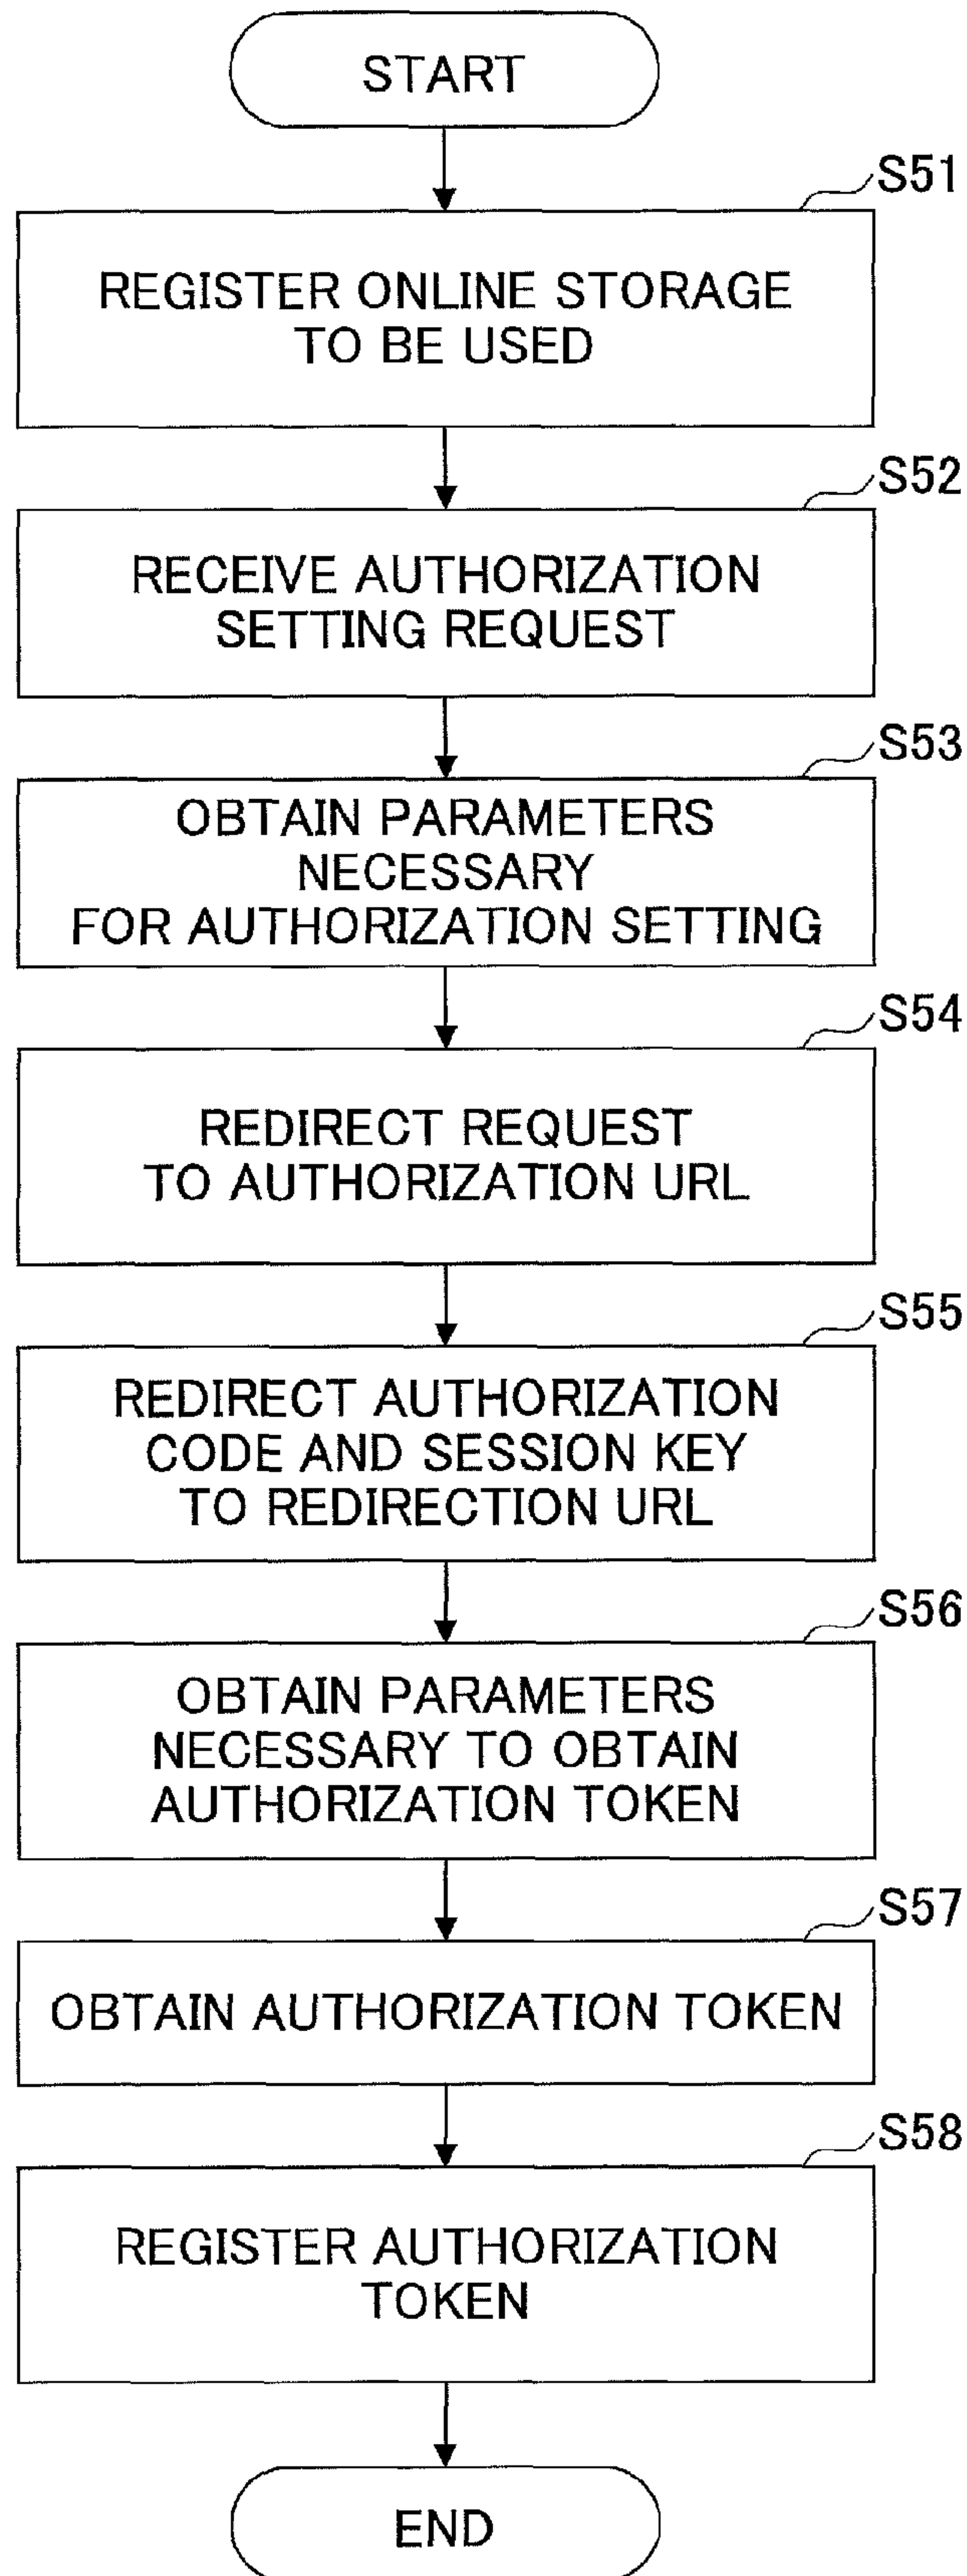 START
S51
REGISTER ONLINE STORAGE
TO BE USED
S52
RECEIVE AUTHORIZATION
SETTING REQUEST
S53
OBTAIN PARAMETERS
NECESSARY
FOR AUTHORIZATION SETTING
S54
REDIRECT REQUEST
TO AUTHORIZATION URL
S55
REDIRECT AUTHORIZATION
CODE AND SESSION KEY
TO REDIRECTION URL
S56
OBTAIN PARAMETERS
NECESSARY TO OBTAIN
AUTHORIZATION TOKEN
S57
OBTAIN AUTHORIZATION TOKEN
S58
REGISTER AUTHORIZATION
TOKEN
END